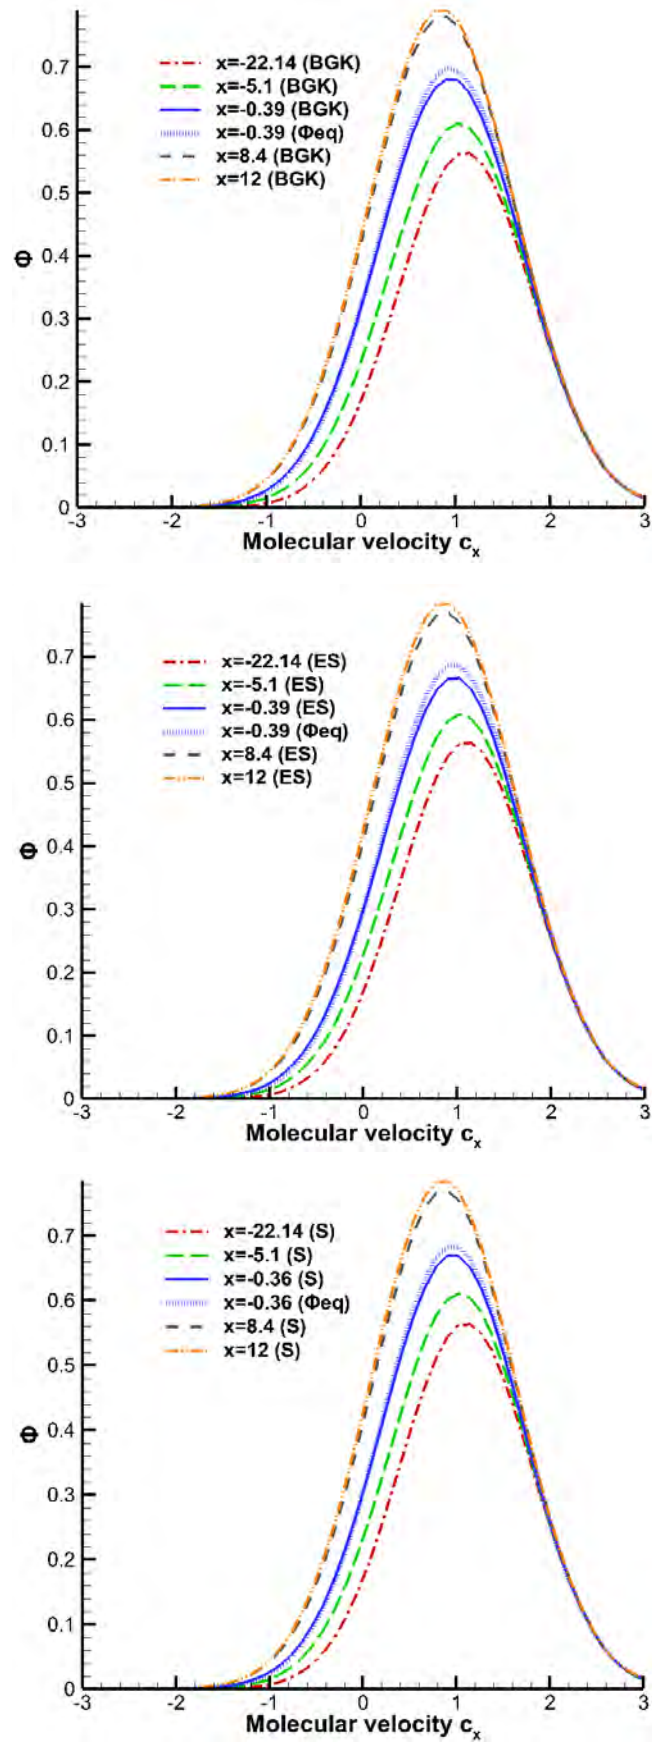 0.7
x=-22.14 (BGK)
x=-5.1 (BGK)
x=-0.39 (BGK)
x=-0.39 (Φeq)
x=8.4 (BGK)
x=12 (BGK)
0.6
0.5
0.4
Φ
0.3
0.2
0.1
0
-3 -2 -1 0 1 2 3
Molecular velocity c_x
0.7
x=-22.14 (ES)
x=-5.1 (ES)
x=-0.39 (ES)
x=-0.39 (Φeq)
x=8.4 (ES)
x=12 (ES)
0.6
0.5
0.4
Φ
0.3
0.2
0.1
0
-3 -2 -1 0 1 2 3
Molecular velocity c_x
0.7
x=-22.14 (S)
x=-5.1 (S)
x=-0.36 (S)
x=-0.36 (Φeq)
x=8.4 (S)
x=12 (S)
0.6
0.5
0.4
Φ
0.3
0.2
0.1
0
-3 -2 -1 0 1 2 3
Molecular velocity c_x